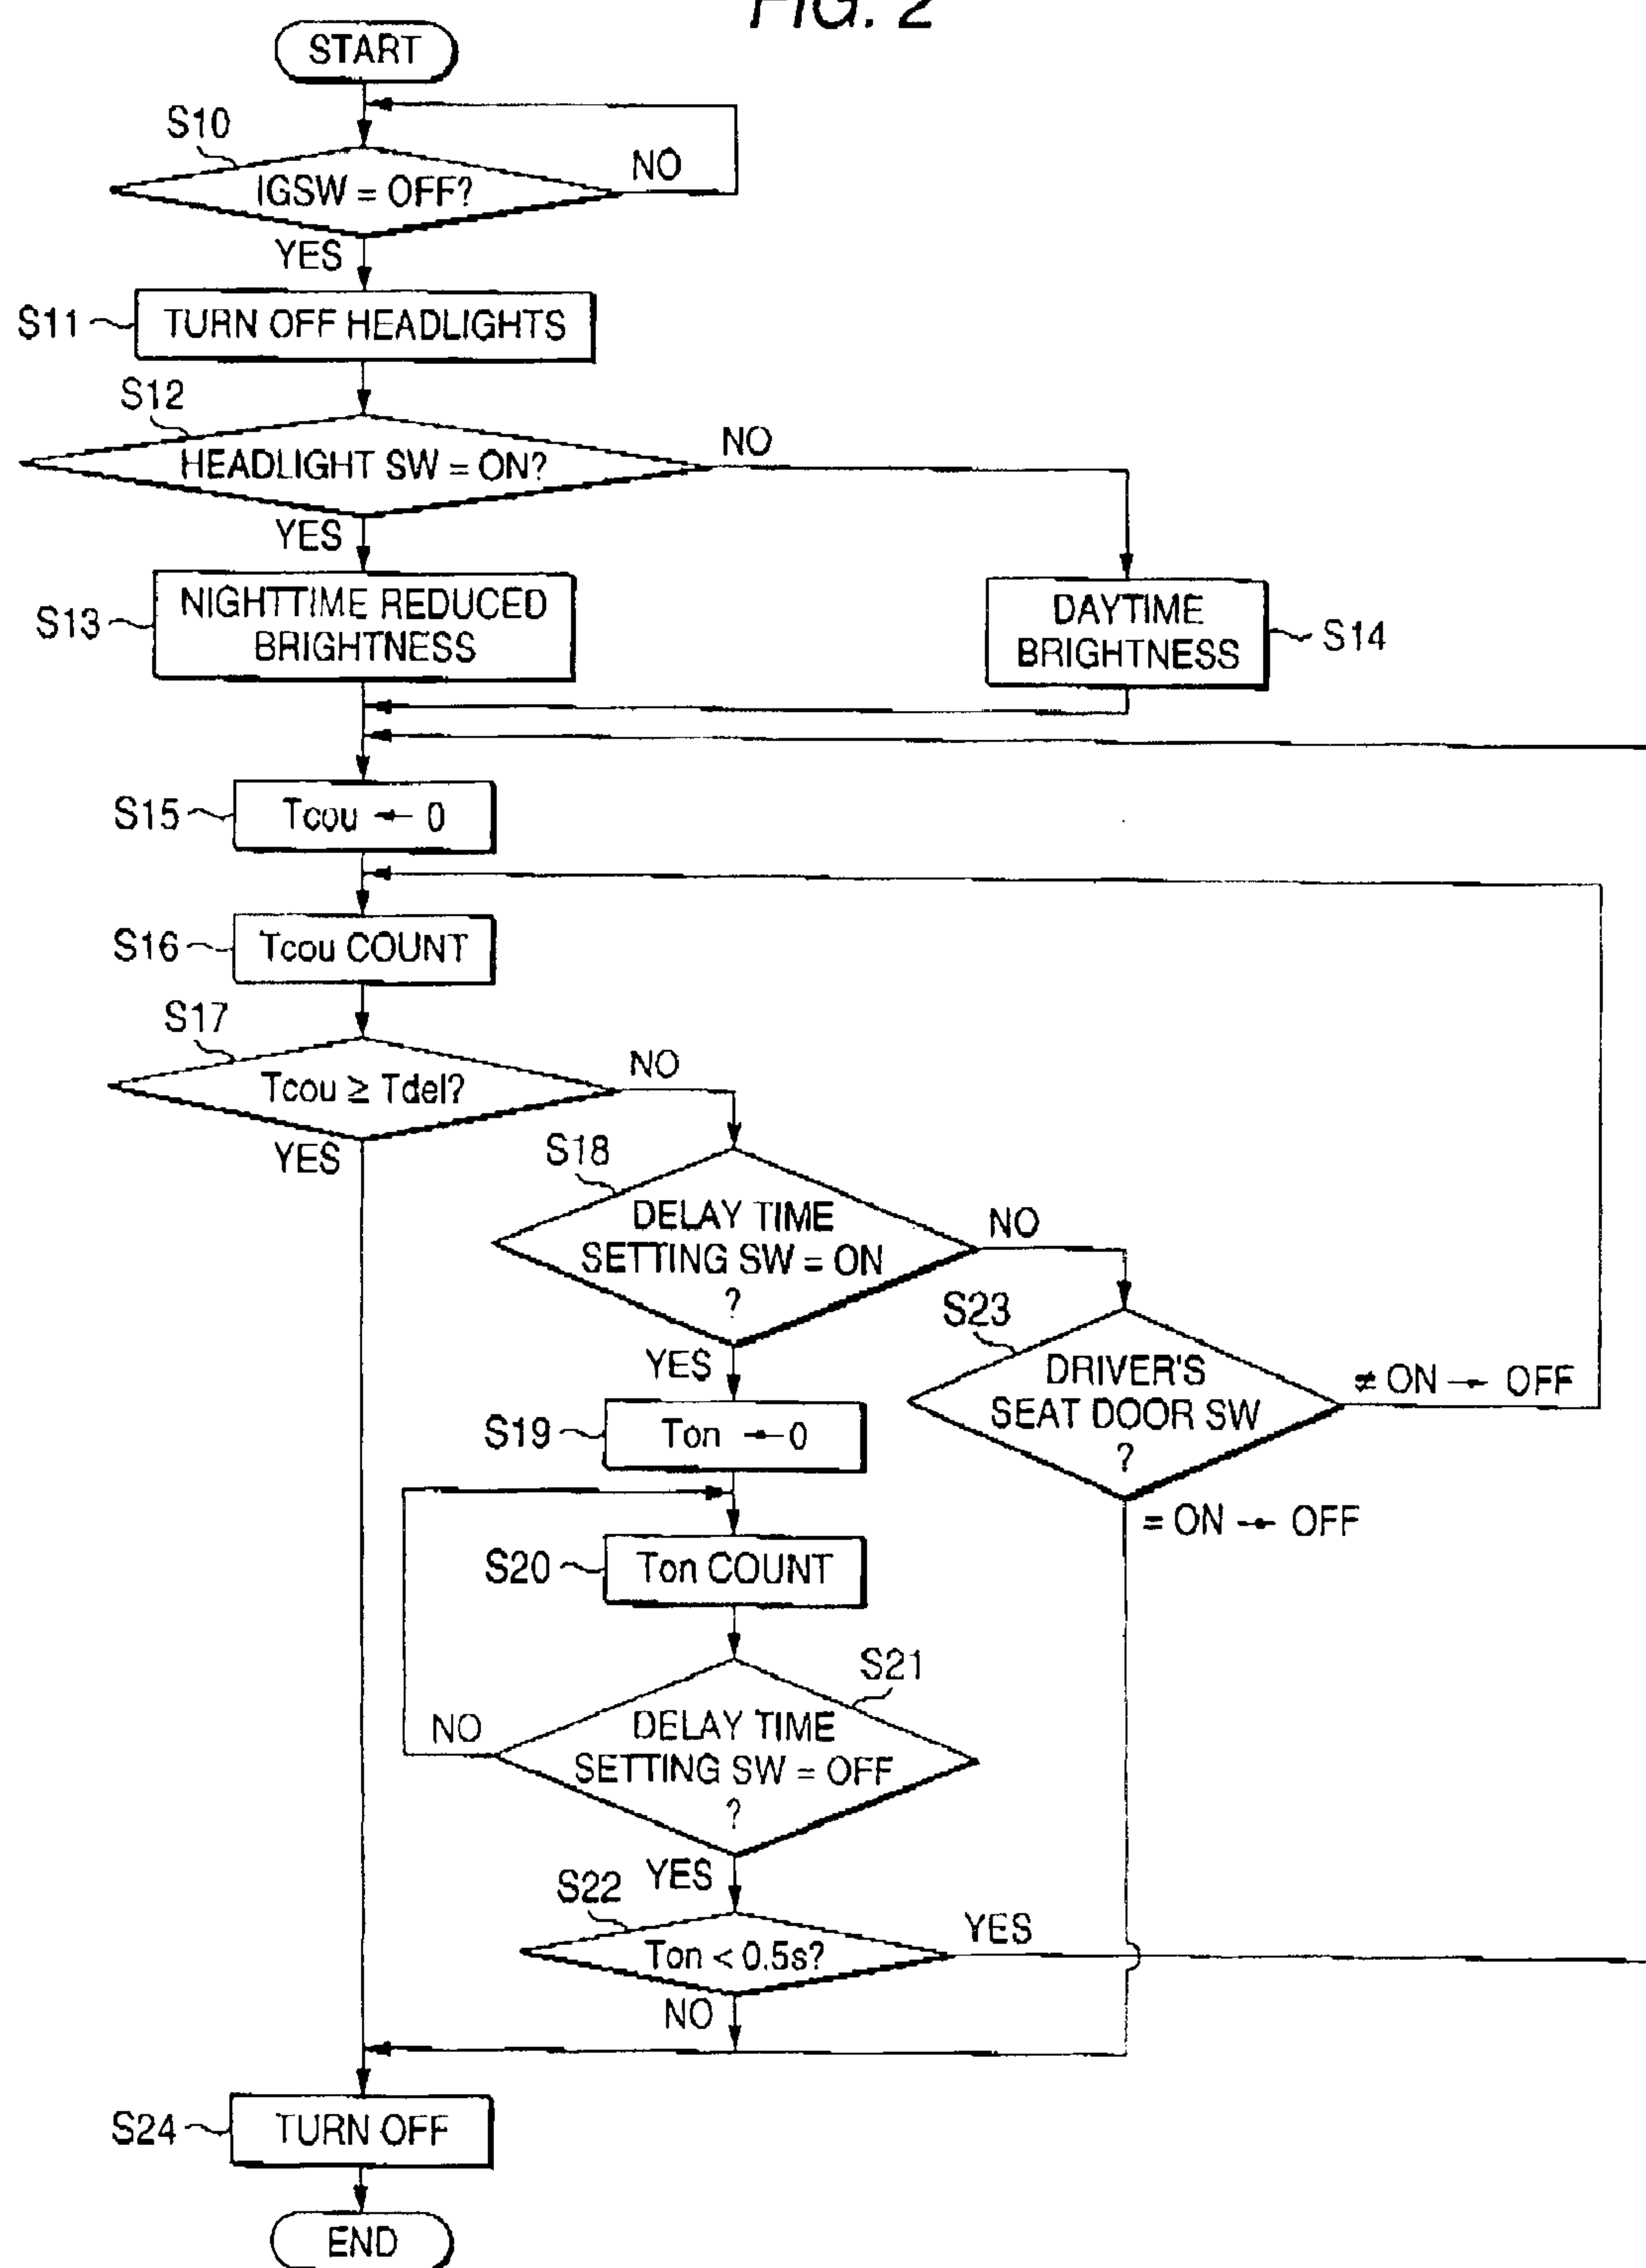 FIG. 2
START
S10
IGSW = OFF?
NO
YES
S11
TURN OFF HEADLIGHTS
S12
HEADLIGHT SW = ON?
NO
YES
S13
NIGHTTIME REDUCED
BRIGHTNESS
DAYTIME
BRIGHTNESS
S14
S15
Tcou ← 0
S16
Tcou COUNT
S17
Tcou ≥ Tdel?
NO
YES
S18
DELAY TIME
SETTING SW = ON
?
NO
YES
S23
DRIVER'S
SEAT DOOR SW
?
≠ ON → OFF
= ON → OFF
S19
Ton ← 0
S20
Ton COUNT
S21
DELAY TIME
SETTING SW = OFF
?
NO
YES
S22
Ton < 0.5s?
YES
NO
S24
TURN OFF
END